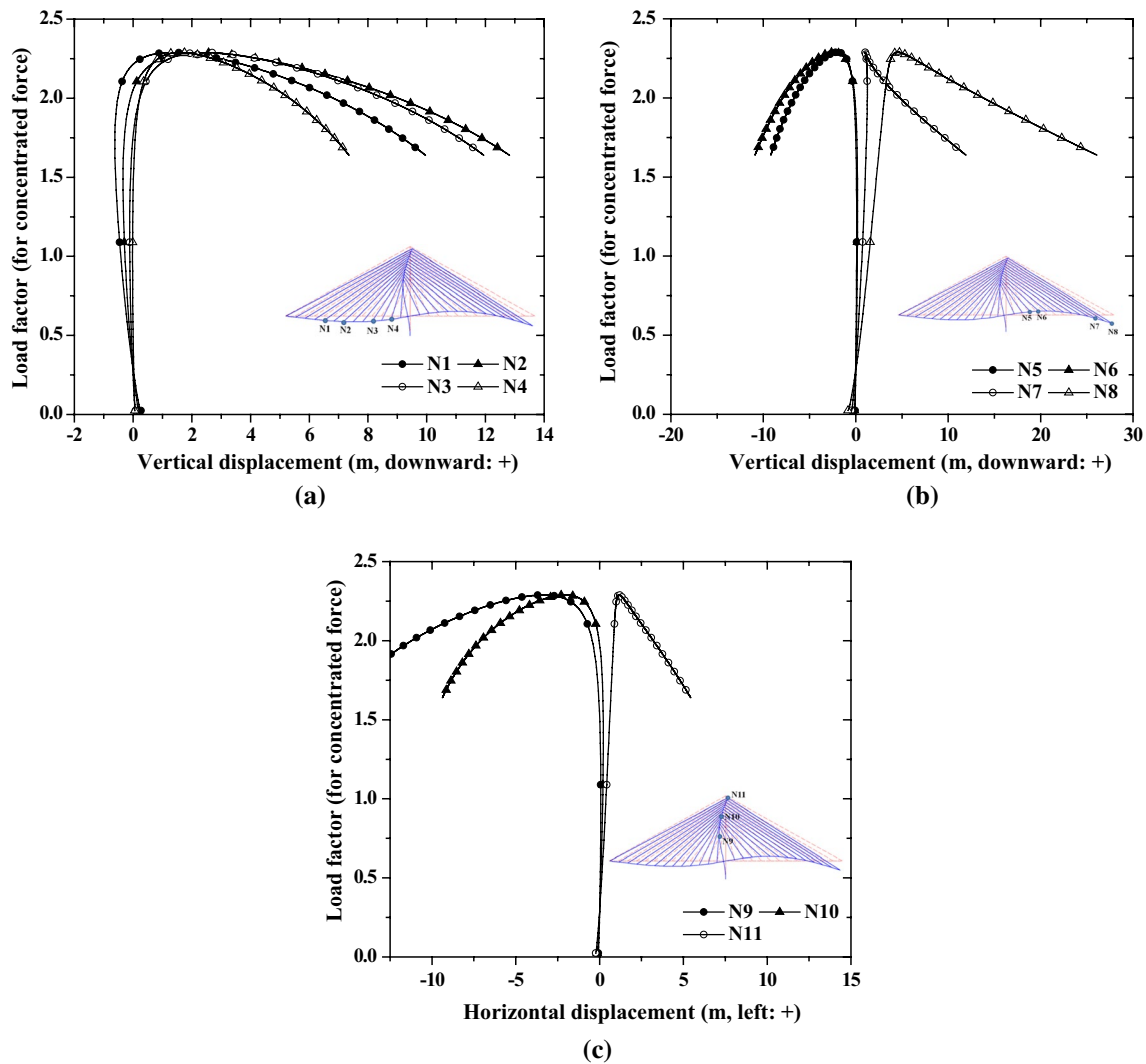 2.5
2.0
1.5
1.0
0.5
0.0
Load factor (for concentrated force)
-2 0 2 4 6 8 10 12 14
Vertical displacement (m, downward: +)
N1 N2 N3 N4
N1 N2
N3 N4
(a)
2.5
2.0
1.5
1.0
0.5
0.0
Load factor (for concentrated force)
-20 -10 0 10 20 30
Vertical displacement (m, downward: +)
N5 N6 N7 N8
N5 N6
N7 N8
(b)
2.5
2.0
1.5
1.0
0.5
0.0
Load factor (for concentrated force)
-10 -5 0 5 10 15
Horizontal displacement (m, left: +)
N11
N10
N9
N9 N10
N11
(c)